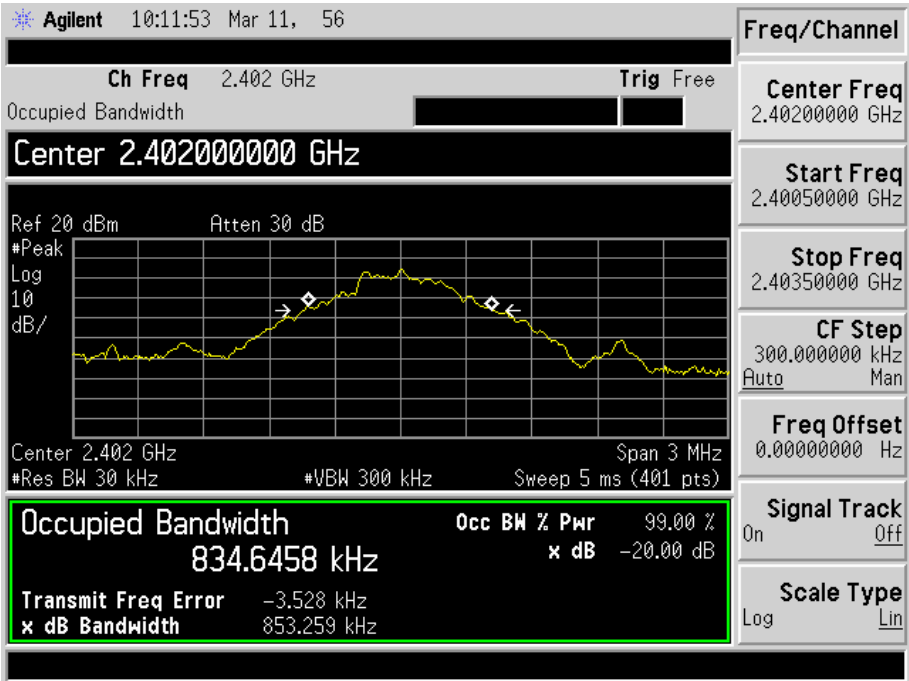 Agilent 10:11:53 Mar 11, 56
Ch Freq 2.402 GHz Trig Free
Occupied Bandwidth
Center 2.402000000 GHz
Ref 20 dBm Atten 30 dB
#Peak
Log
10
dB/
Center 2.402 GHz Span 3 MHz
#Res BW 30 kHz #VBW 300 kHz Sweep 5 ms (401 pts)
Occupied Bandwidth Occ BW % Pwr 99.00 %
834.6458 kHz x dB -20.00 dB
Transmit Freq Error -3.528 kHz
x dB Bandwidth 853.259 kHz
Freq/Channel
Center Freq
2.40200000 GHz
Start Freq
2.40050000 GHz
Stop Freq
2.40350000 GHz
CF Step
300.000000 kHz
Auto Man
Freq Offset
0.00000000 Hz
Signal Track
On Off
Scale Type
Log Lin